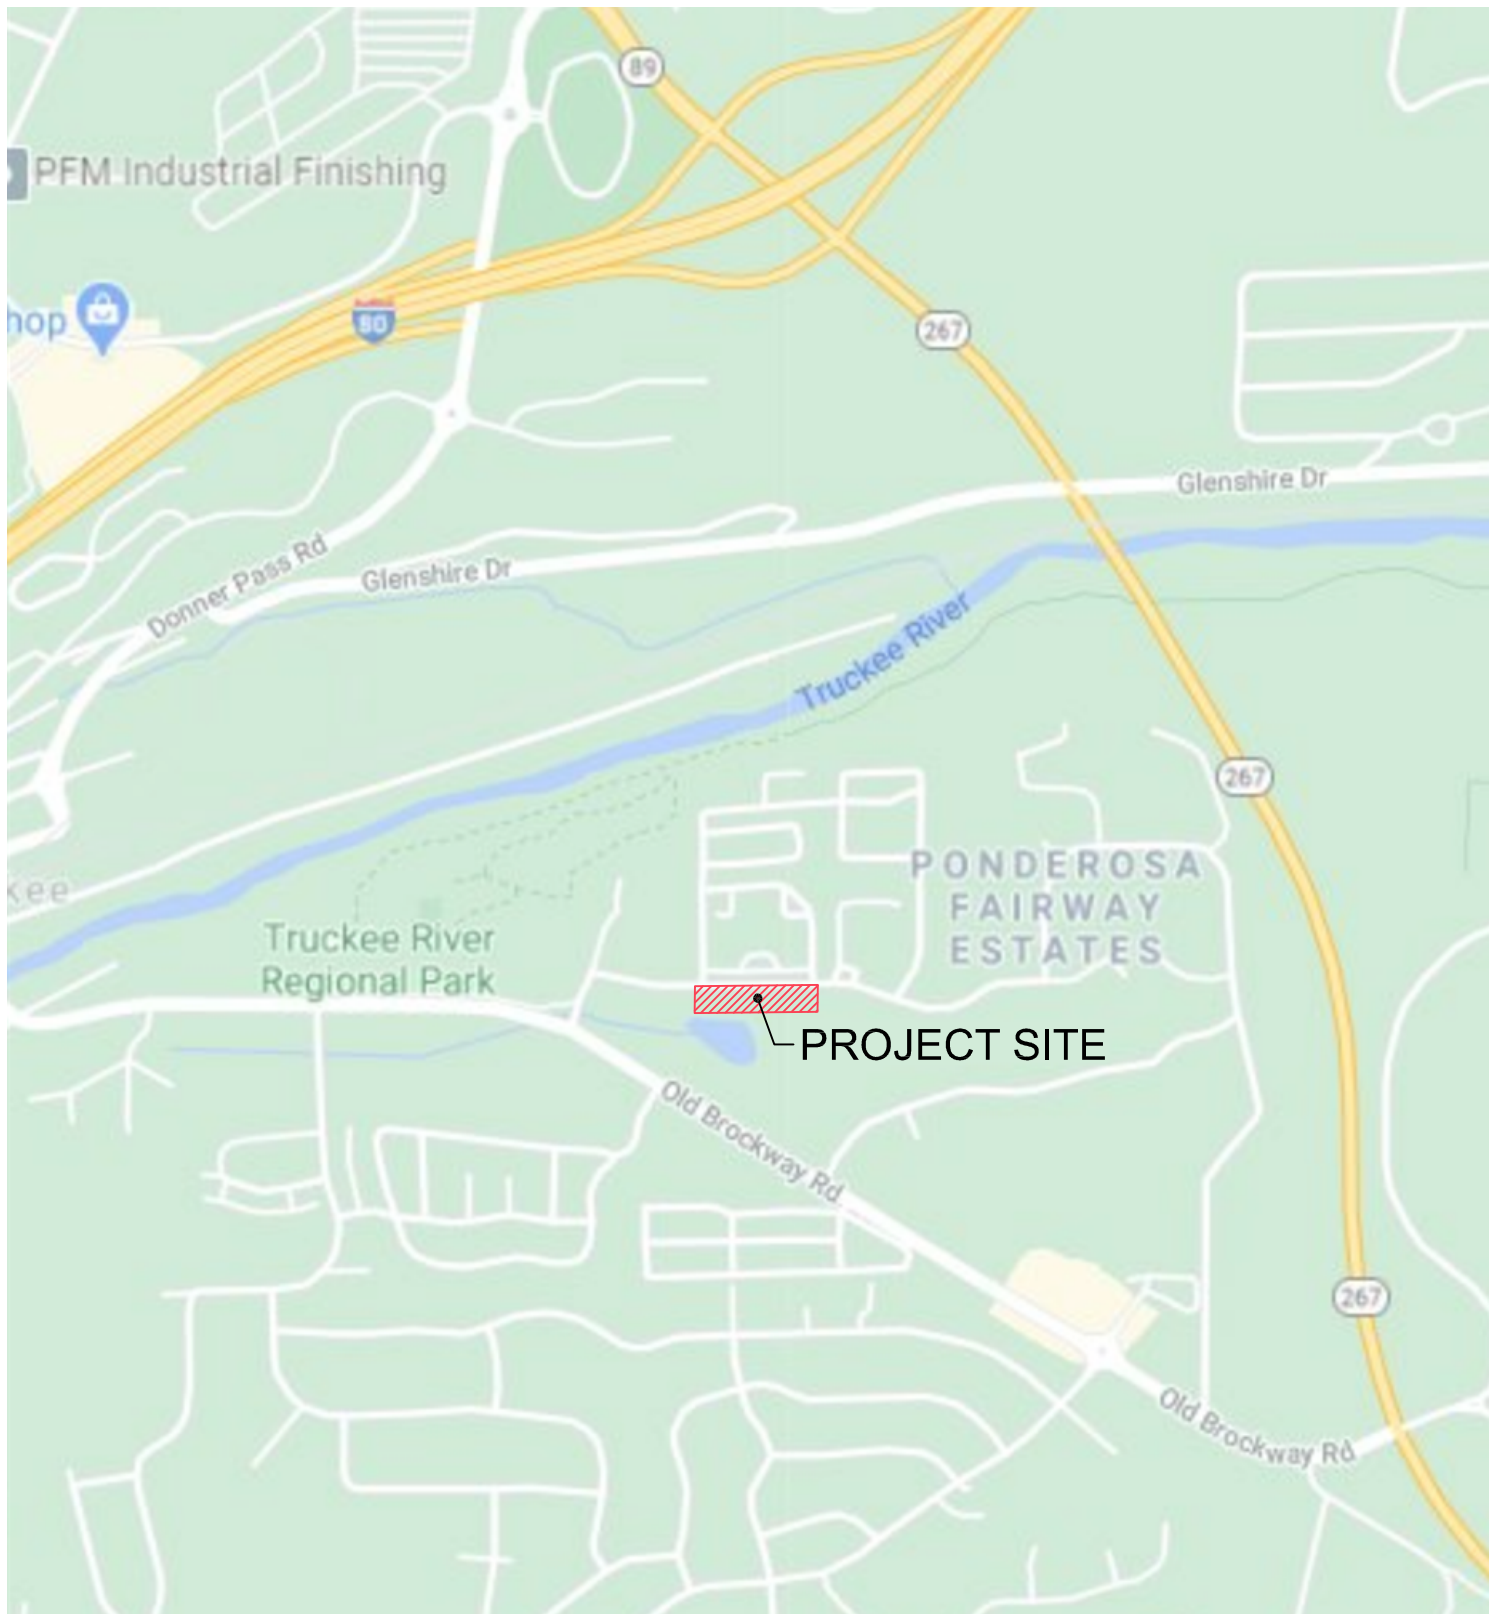 89
PFM Industrial Finishing
hop
80
267
Glenshire Dr
Donner Pass Rd
Glenshire Dr
Truckee River
267
PONDEROSA
FAIRWAY
ESTATES
kee
Truckee River
Regional Park
PROJECT SITE
Old Brockway Rd
267
Old Brockway Rd